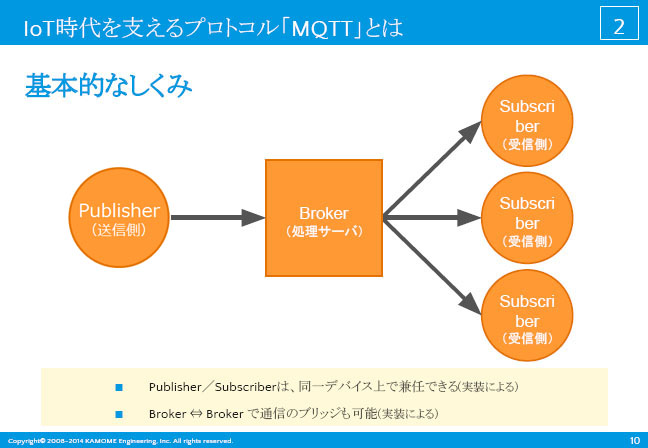 IoT時代を支えるプロトコル「MQTT」とは
2
基本的なしくみ
Publisher
（送信側）
Broker
（処理サーバ）
Subscri
ber
（受信側）
Subscri
ber
（受信側）
Subscri
ber
（受信側）
■ Publisher／Subscriberは、同一デバイス上で兼任できる(実装による)
■ Broker ⇔ Broker で通信のブリッジも可能(実装による)
Copyright© 2008-2014 KAMOME Engineering, Inc. All rights reserved.
10